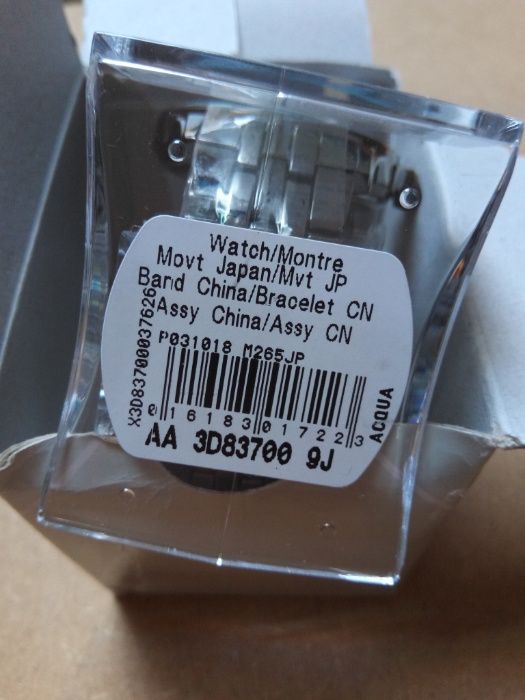 Watch/Montre
Movt Japan/Mvt JP
Band China/Bracelet CN
Assy China/Assy CN
P031018 M265JP
X3D83700037626
0 16183 01722 3
ACQUA
AA 3D83700 9J